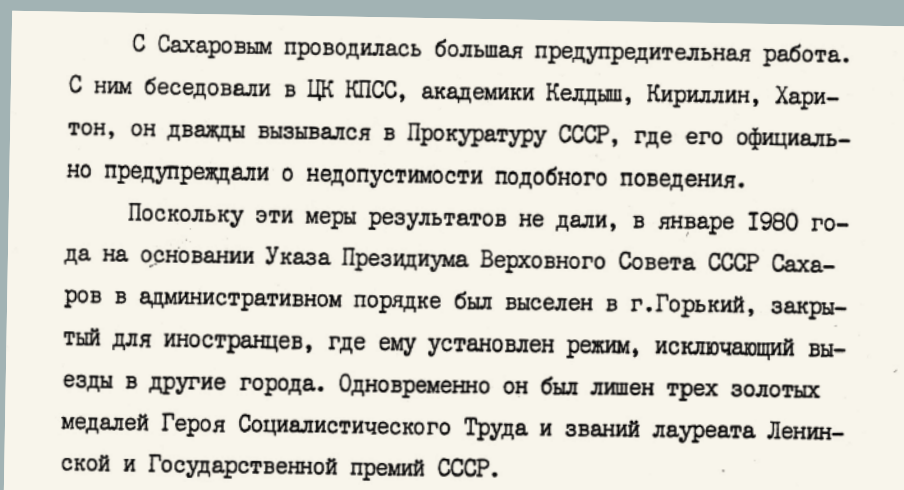 С Сахаровым проводилась большая предупредительная работа.
С ним беседовали в ЦК КПСС, академики Келдыш, Кириллин, Хари-
тон, он дважды вызывался в Прокуратуру СССР, где его официаль-
но предупреждали о недопустимости подобного поведения.
Поскольку эти меры результатов не дали, в январе I980 го-
да на основании Указа Президиума Верховного Совета СССР Саха-
ров в административном порядке был выселен в г.Горький, закры-
тый для иностранцев, где ему установлен режим, исключающий вы-
езды в другие города. Одновременно он был лишен трех золотых
медалей Героя Социалистического Труда и званий лауреата Ленин-
ской и Государственной премий СССР.